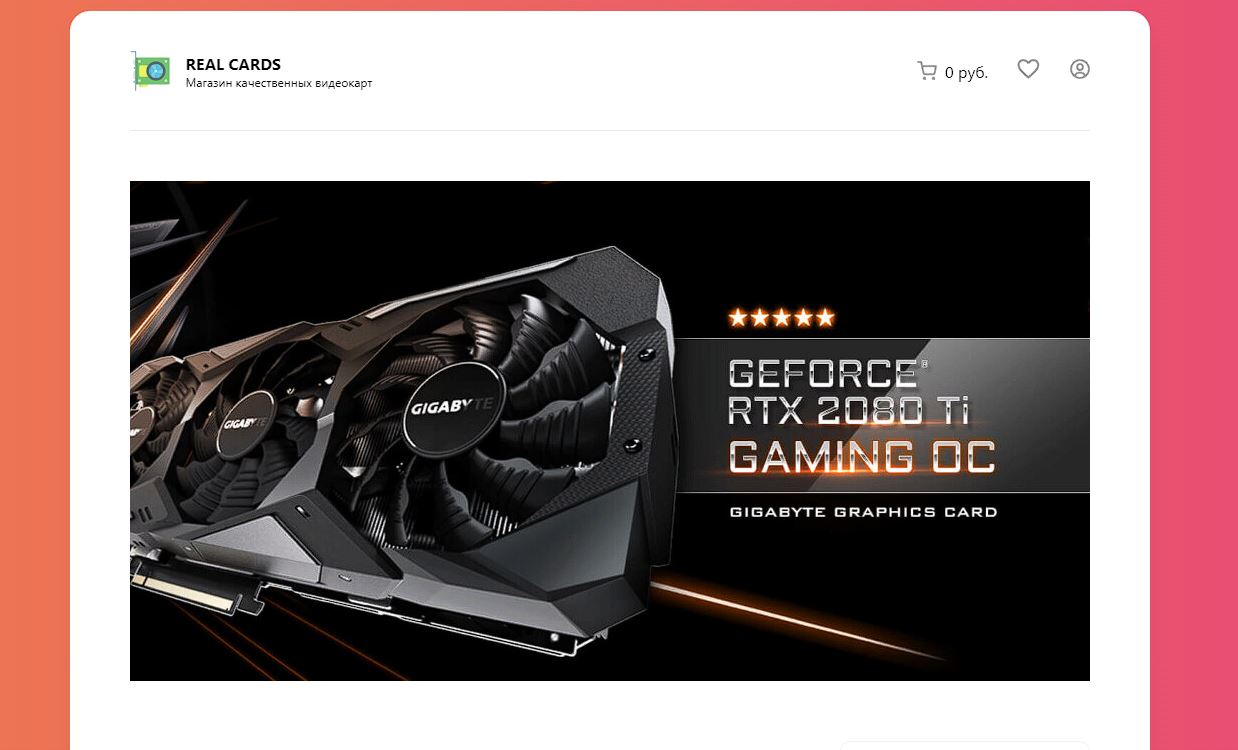 REAL CARDS
Магазин качественных видеокарт
0 руб.
GIGABYTE
GIGABYTE
GEFORCE®
RTX 2080 Ti
GAMING OC
GIGABYTE GRAPHICS CARD